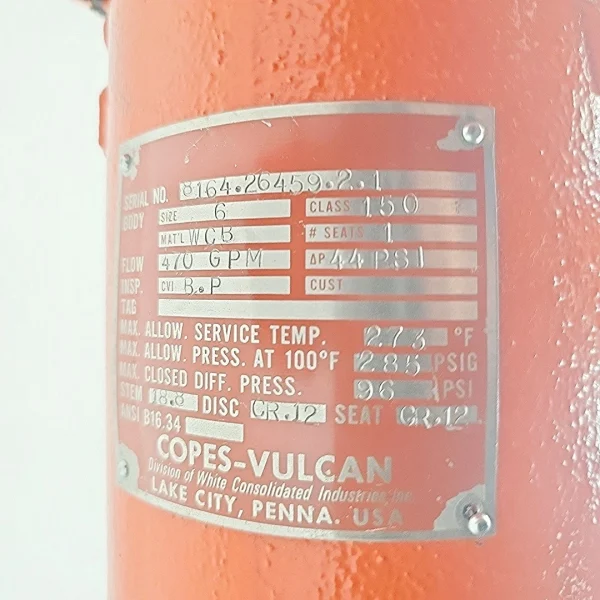 SERIAL NO. 8164.26459.2.1
BODY SIZE 6 CLASS 150
MAT'L WCB # SEATS 1
FLOW 470 GPM ΔP 44 PSI
INSP. CVI B.P CUST
TAG
MAX. ALLOW. SERVICE TEMP. 273 °F
MAX. ALLOW. PRESS. AT 100°F 285 PSIG
MAX. CLOSED DIFF. PRESS. 96 PSI
STEM 18.8 DISC CR.12 SEAT CR.12
ANSI B16.34
COPES-VULCAN
Division of White Consolidated Industries, Inc.
LAKE CITY, PENNA. USA